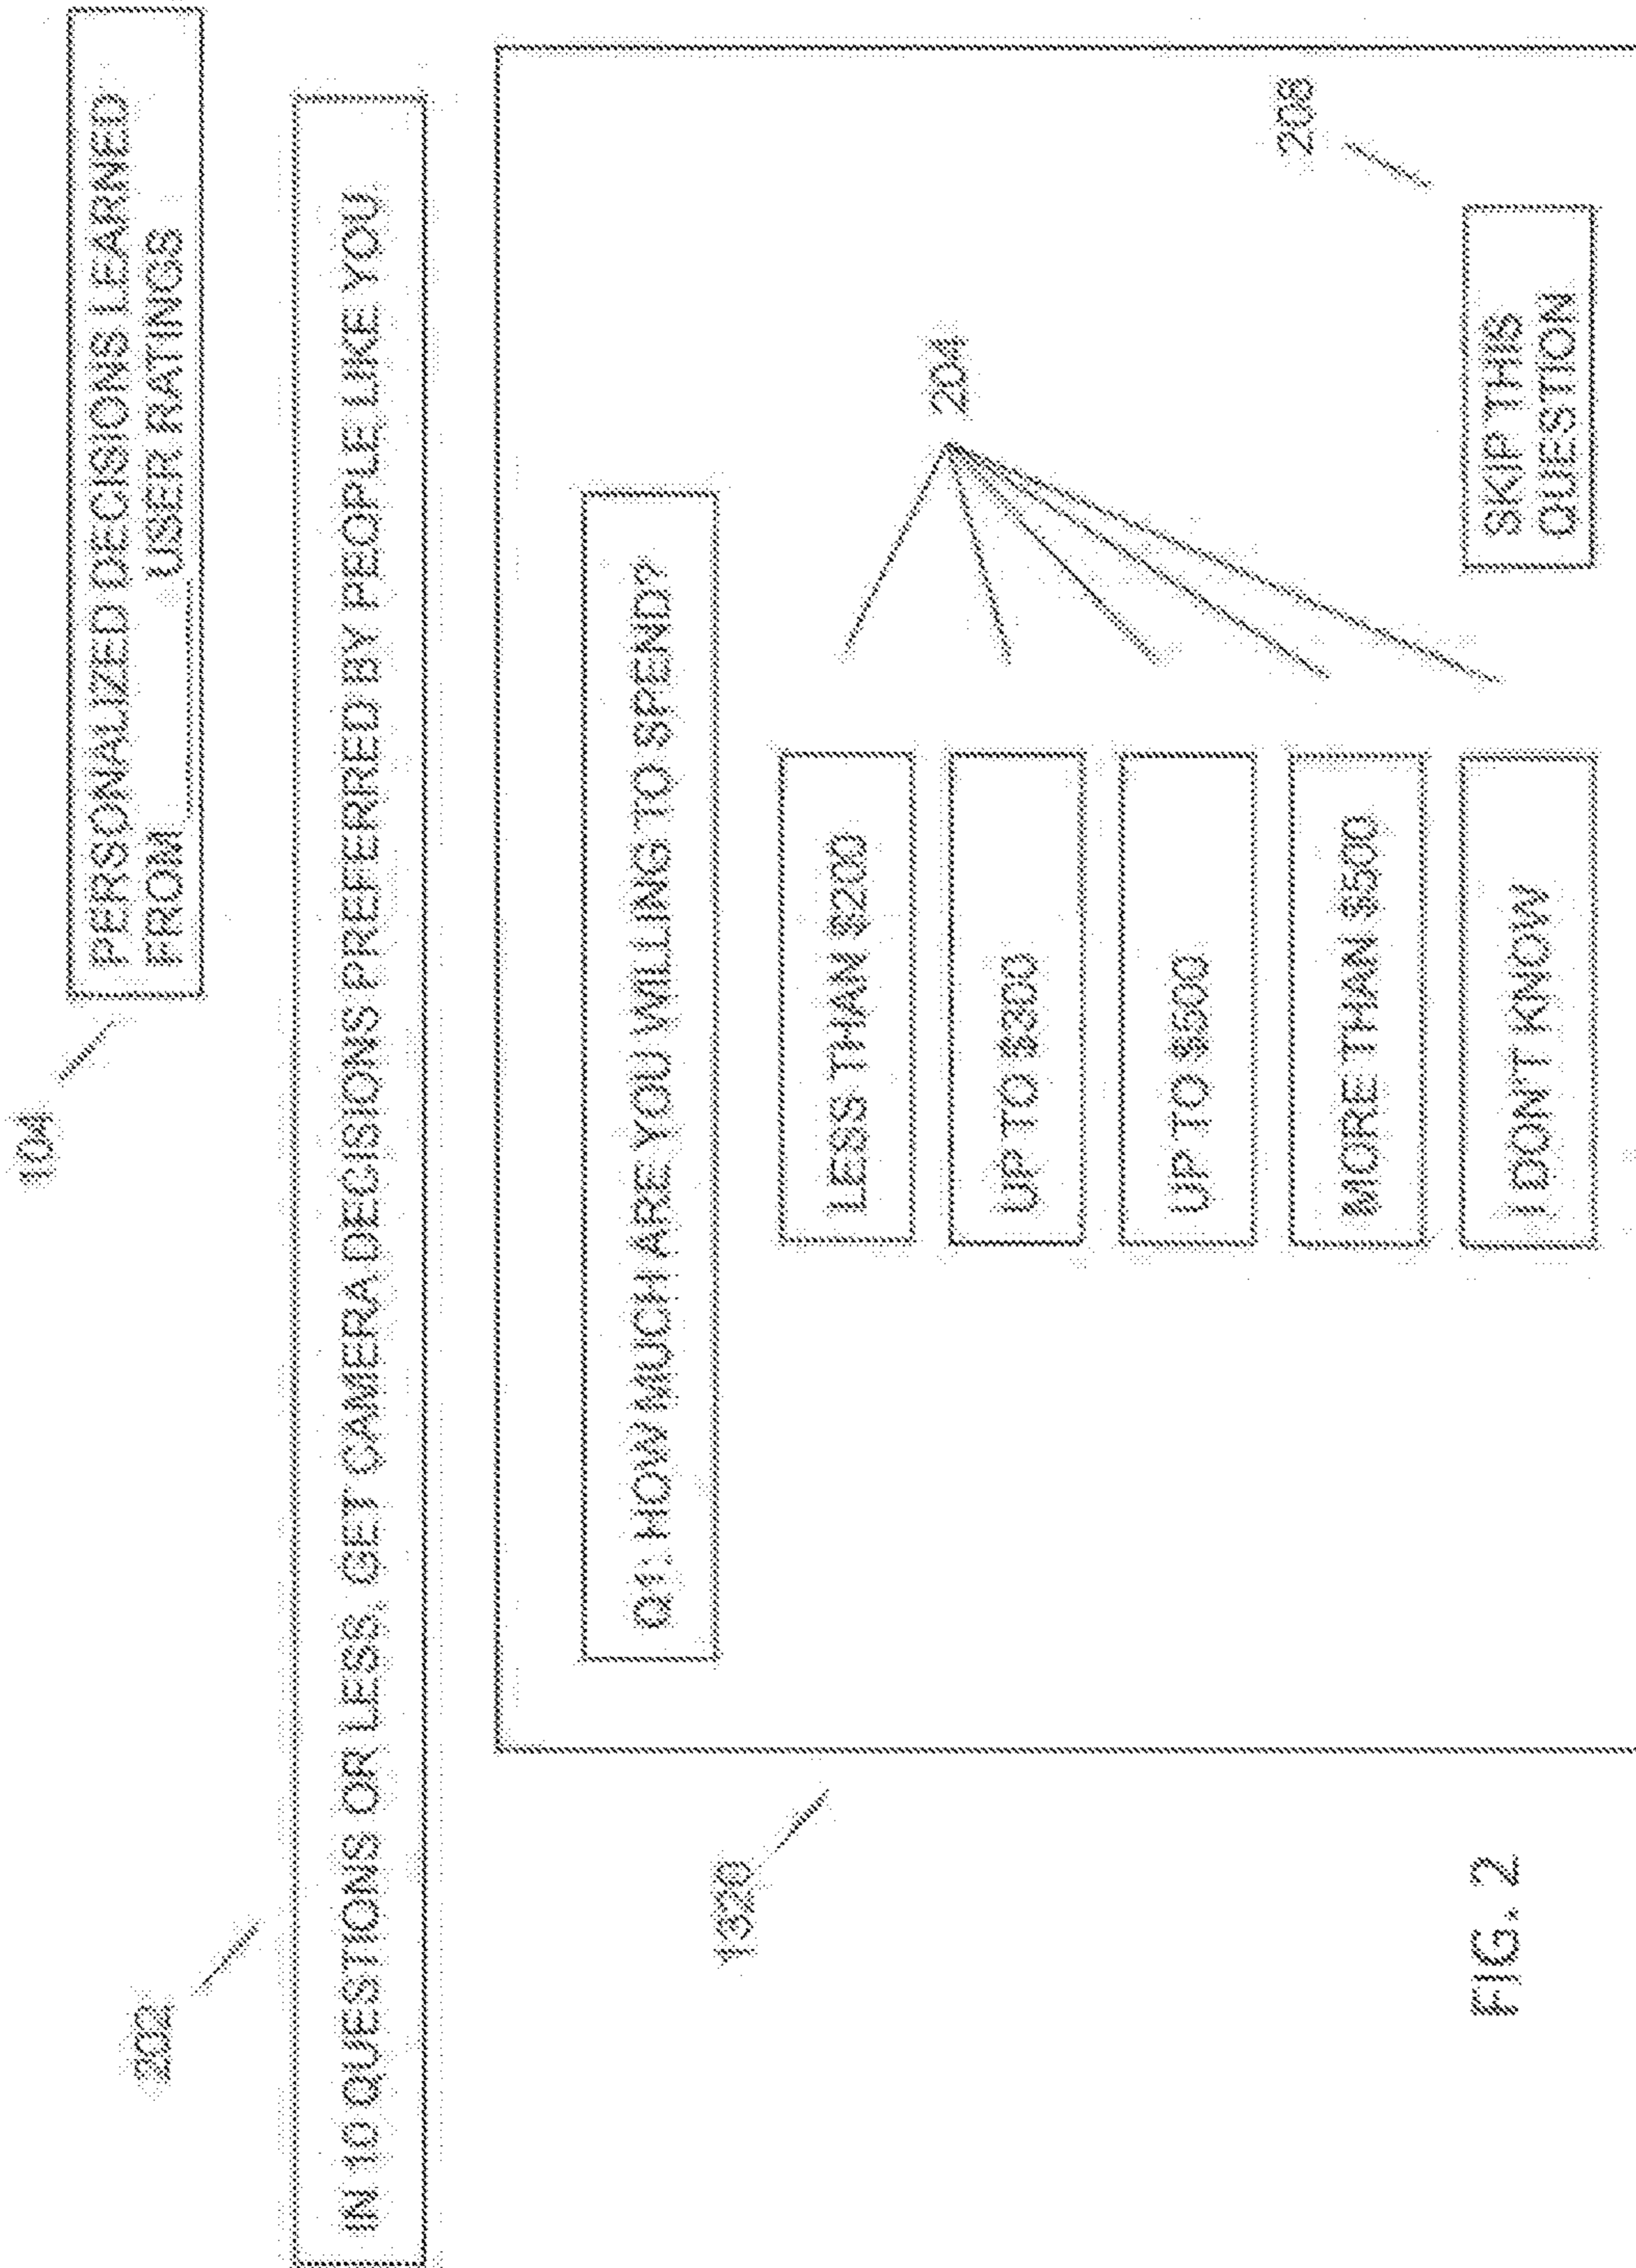 104
PERSONALIZED DECISIONS LEARNED
FROM ________ USER RATINGS
202
IN 10 QUESTIONS OR LESS, GET CAMERA DECISIONS PREFERRED BY PEOPLE LIKE YOU.
1320
Q1: HOW MUCH ARE YOU WILLING TO SPEND?
LESS THAN $200
UP TO $300
UP TO $500
MORE THAN $500
I DON'T KNOW
204
208
SKIP THIS
QUESTION
FIG. 2